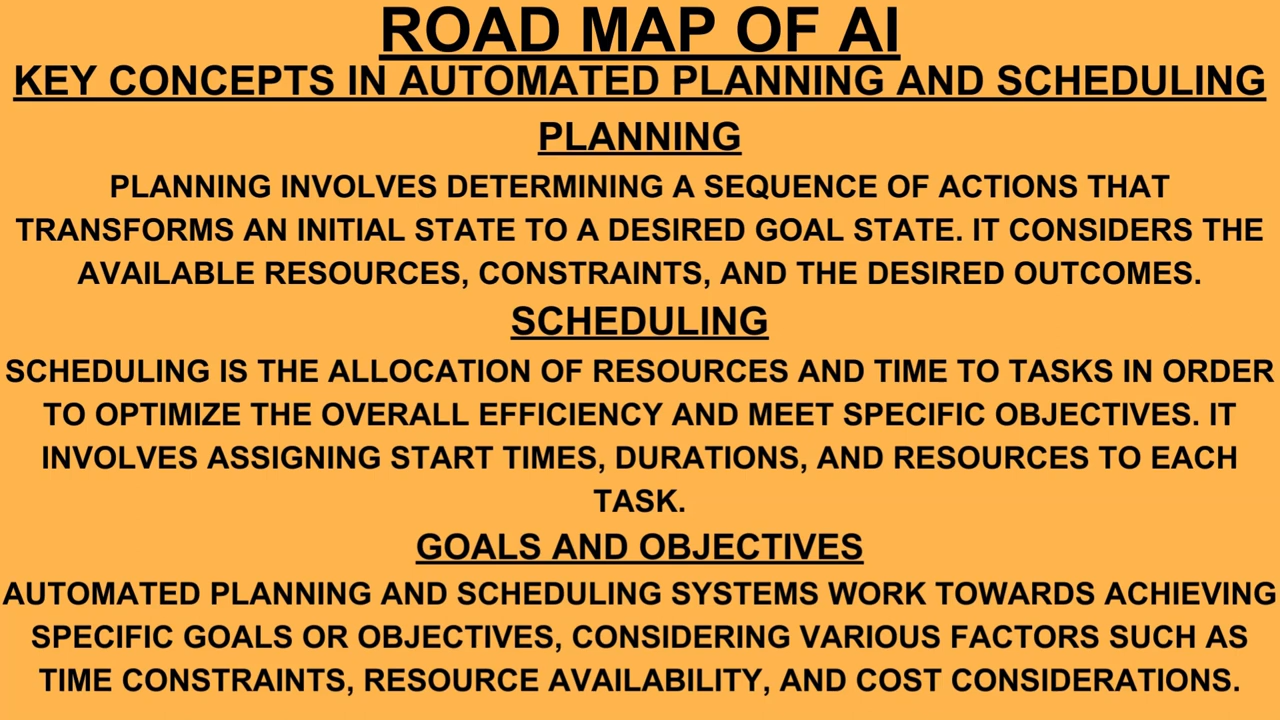 ROAD MAP OF AI
KEY CONCEPTS IN AUTOMATED PLANNING AND SCHEDULING
PLANNING
PLANNING INVOLVES DETERMINING A SEQUENCE OF ACTIONS THAT
TRANSFORMS AN INITIAL STATE TO A DESIRED GOAL STATE. IT CONSIDERS THE
AVAILABLE RESOURCES, CONSTRAINTS, AND THE DESIRED OUTCOMES.
SCHEDULING
SCHEDULING IS THE ALLOCATION OF RESOURCES AND TIME TO TASKS IN ORDER
TO OPTIMIZE THE OVERALL EFFICIENCY AND MEET SPECIFIC OBJECTIVES. IT
INVOLVES ASSIGNING START TIMES, DURATIONS, AND RESOURCES TO EACH
TASK.
GOALS AND OBJECTIVES
AUTOMATED PLANNING AND SCHEDULING SYSTEMS WORK TOWARDS ACHIEVING
SPECIFIC GOALS OR OBJECTIVES, CONSIDERING VARIOUS FACTORS SUCH AS
TIME CONSTRAINTS, RESOURCE AVAILABILITY, AND COST CONSIDERATIONS.